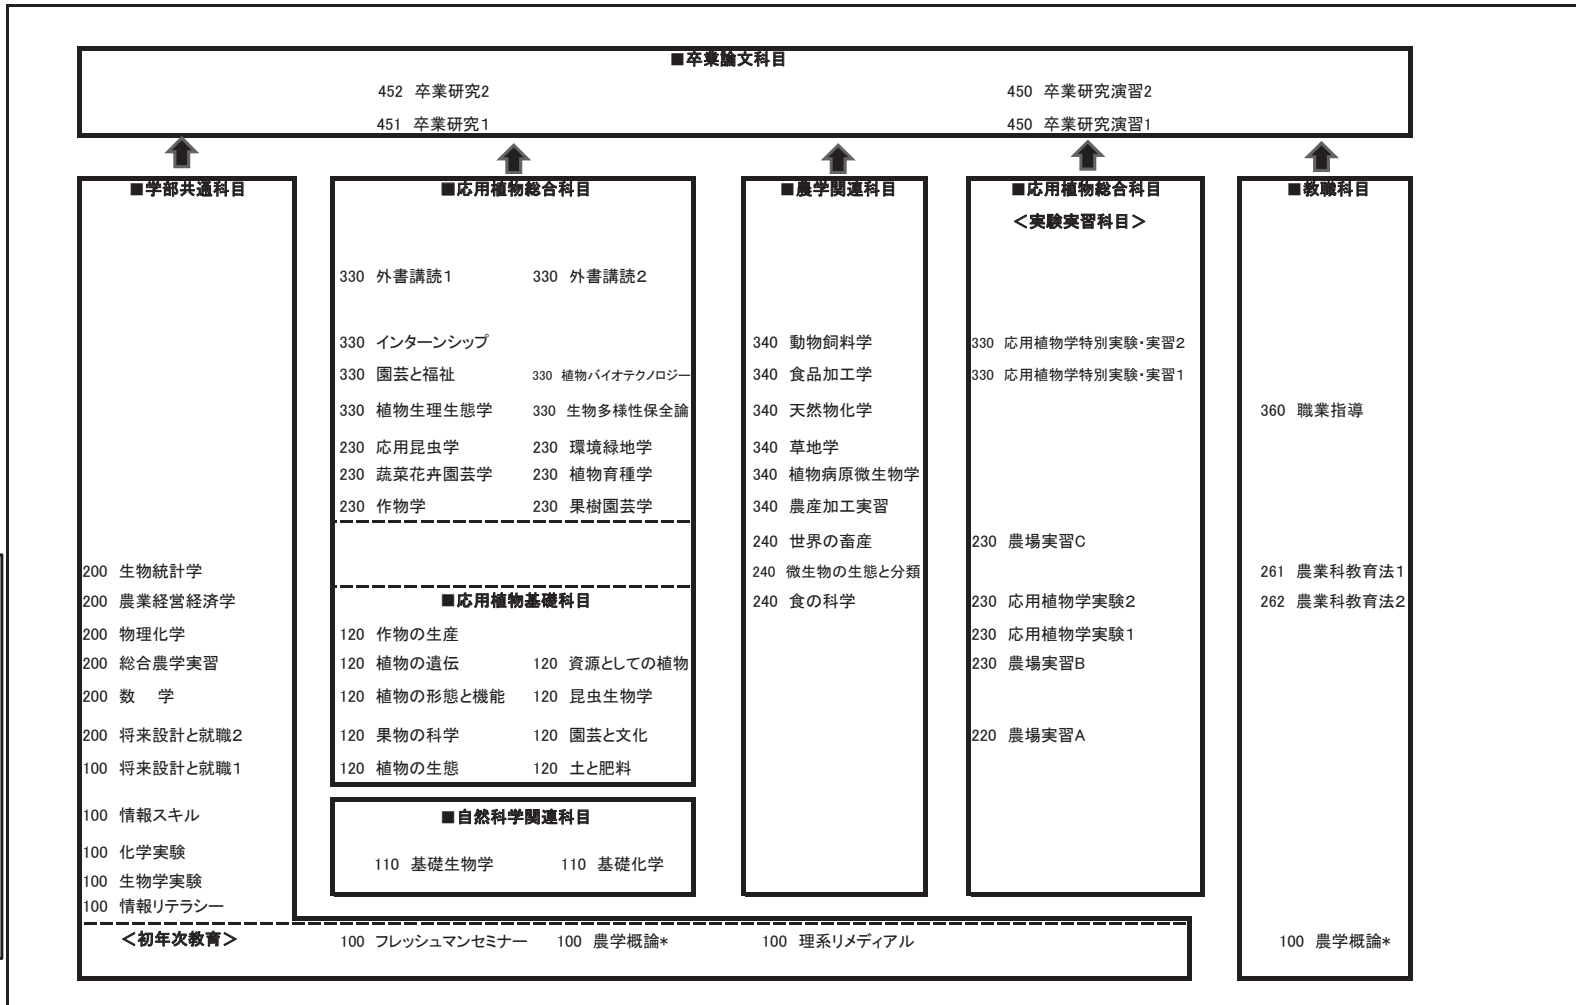 ■卒業論文科目
452 卒業研究2
450 卒業研究演習2
451 卒業研究1
450 卒業研究演習1
■学部共通科目
200 生物統計学
200 農業経営経済学
200 物理化学
200 総合農学実習
200 数 学
200 将来設計と就職2
100 将来設計と就職1
100 情報スキル
100 化学実験
100 生物学実験
100 情報リテラシー
■応用植物総合科目
330 外書講読1 330 外書講読2
330 インターンシップ
330 園芸と福祉 330 植物バイオテクノロジー
330 植物生理生態学 330 生物多様性保全論
230 応用昆虫学 230 環境緑地学
230 蔬菜花卉園芸学 230 植物育種学
230 作物学 230 果樹園芸学
■応用植物基礎科目
120 作物の生産
120 植物の遺伝 120 資源としての植物
120 植物の形態と機能 120 昆虫生物学
120 果物の科学 120 園芸と文化
120 植物の生態 120 土と肥料
■自然科学関連科目
110 基礎生物学 110 基礎化学
■農学関連科目
340 動物飼料学
340 食品加工学
340 天然物化学
340 草地学
340 植物病原微生物学
340 農産加工実習
240 世界の畜産
240 微生物の生態と分類
240 食の科学
■応用植物総合科目
＜実験実習科目＞
330 応用植物学特別実験・実習2
330 応用植物学特別実験・実習1
230 農場実習C
230 応用植物学実験2
230 応用植物学実験1
230 農場実習B
220 農場実習A
■教職科目
360 職業指導
261 農業科教育法1
262 農業科教育法2
100 農学概論*
＜初年次教育＞
100 フレッシュマンセミナー 100 農学概論* 100 理系リメディアル